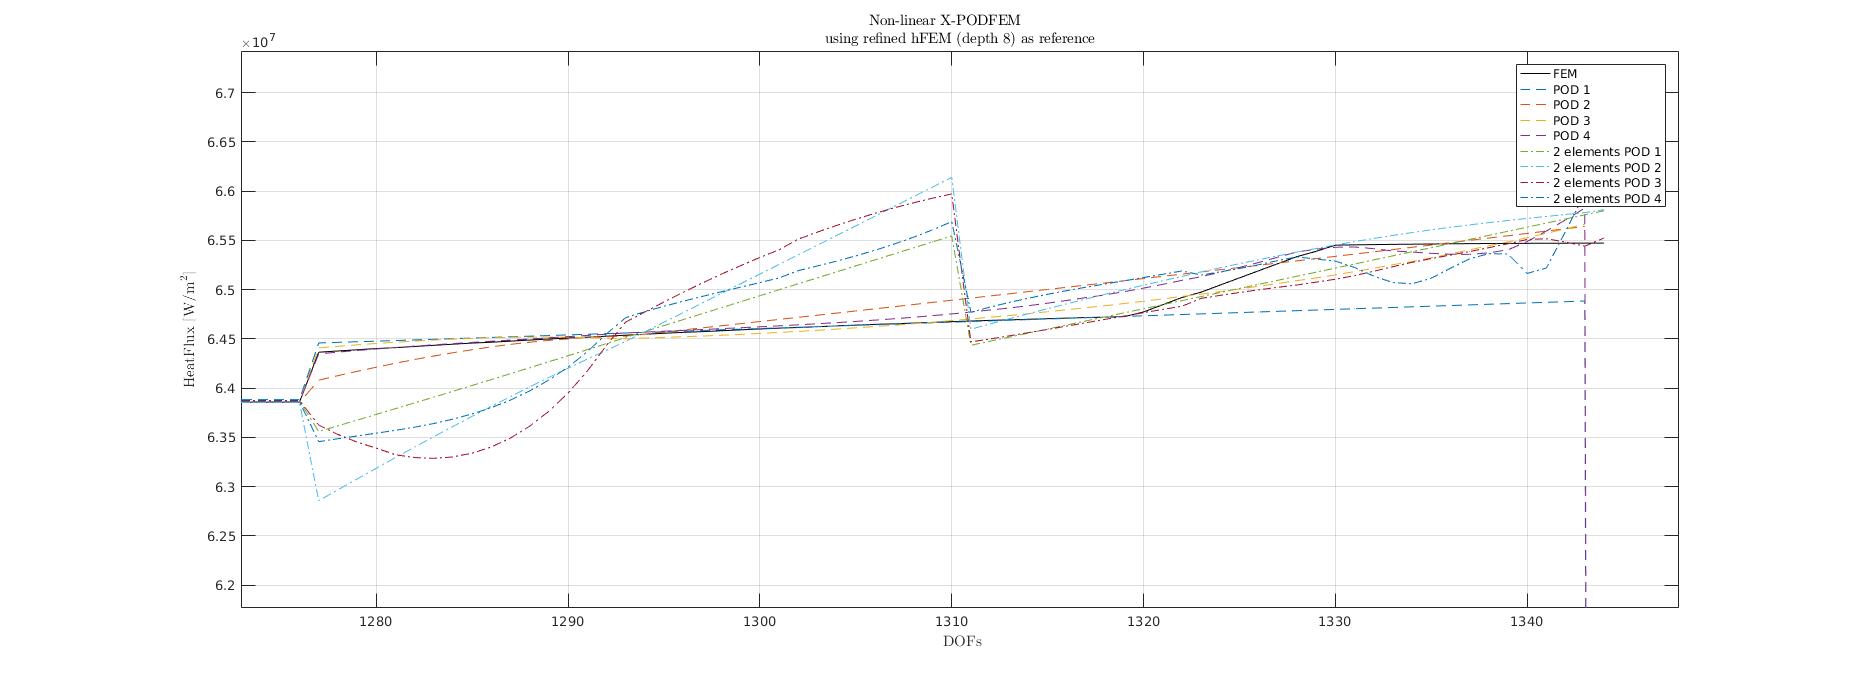 Non-linear X-PODFEM
using refined hFEM (depth 8) as reference
×10^7
6.7
6.65
6.6
6.55
6.5
6.45
6.4
6.35
6.3
6.25
6.2
HeatFlux [W/m²]
FEM
POD 1
POD 2
POD 3
POD 4
2 elements POD 1
2 elements POD 2
2 elements POD 3
2 elements POD 4
1280 1290 1300 1310 1320 1330 1340
DOFs